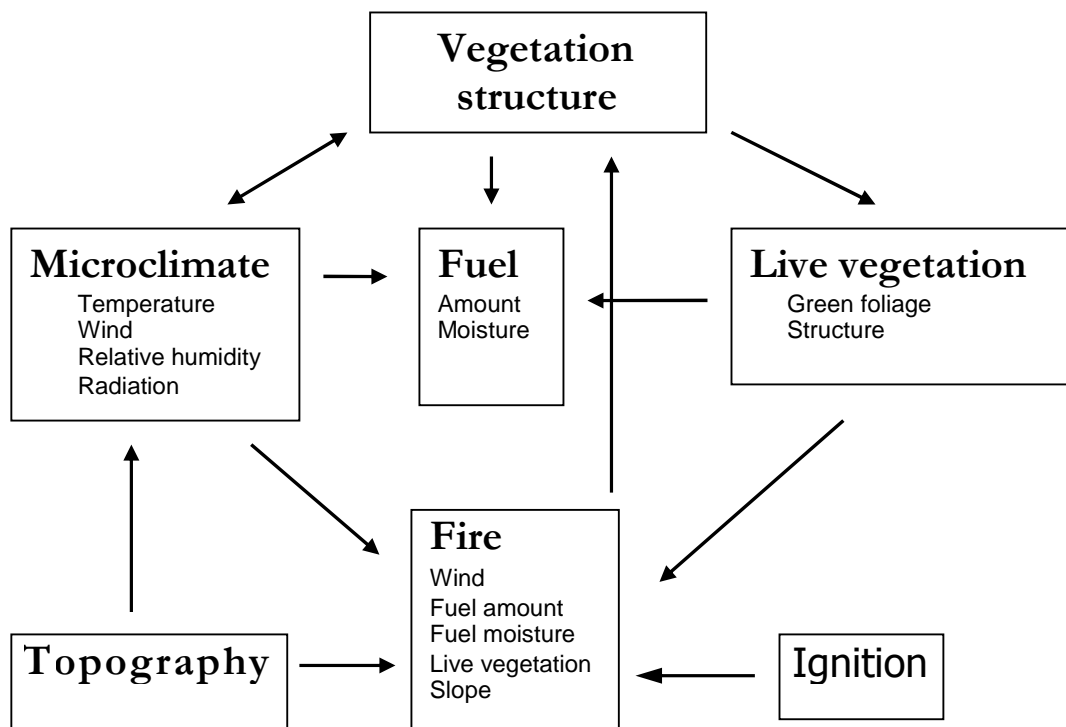 Vegetation
structure
Microclimate
Temperature
Wind
Relative humidity
Radiation
Fuel
Amount
Moisture
Live vegetation
Green foliage
Structure
Topography
Fire
Wind
Fuel amount
Fuel moisture
Live vegetation
Slope
Ignition